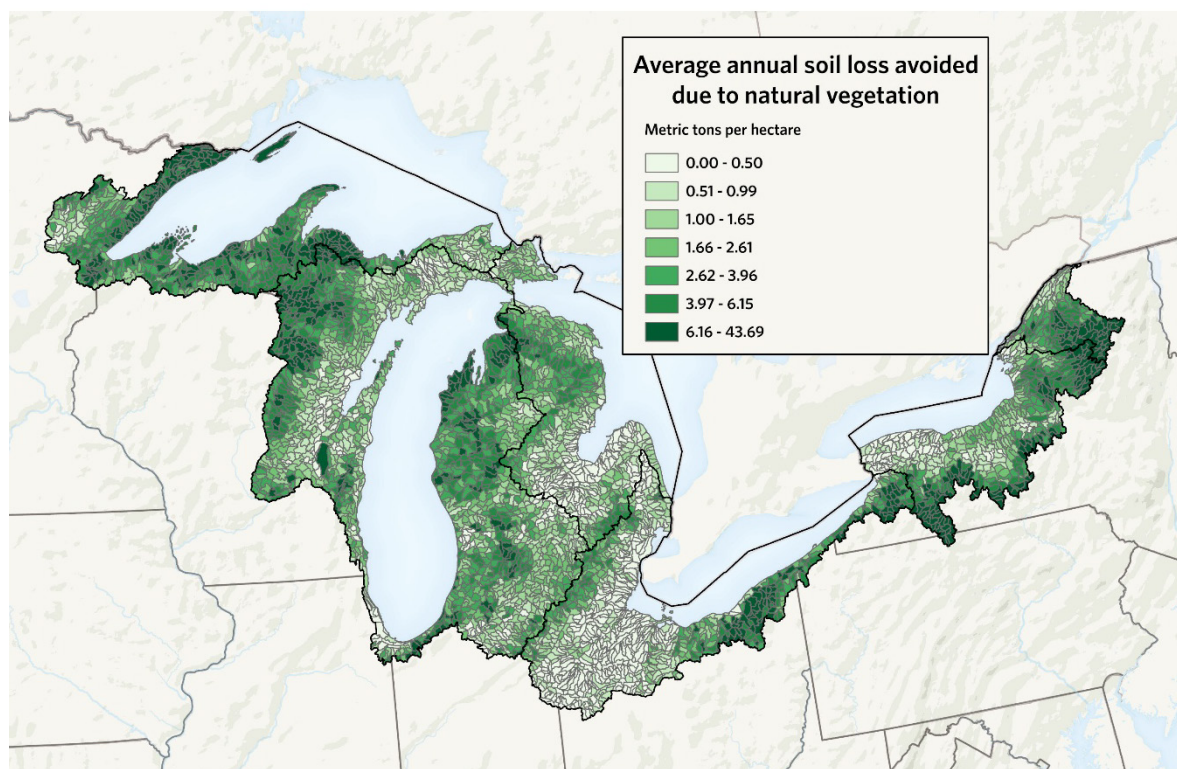 Average annual soil loss avoided
due to natural vegetation
Metric tons per hectare
0.00 - 0.50
0.51 - 0.99
1.00 - 1.65
1.66 - 2.61
2.62 - 3.96
3.97 - 6.15
6.16 - 43.69